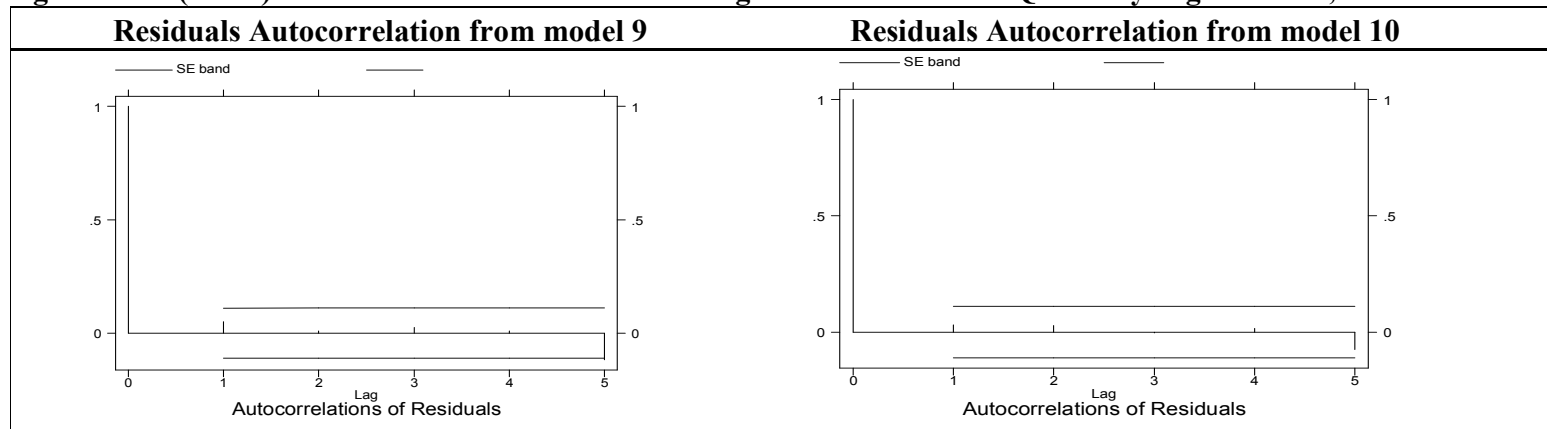 Residuals Autocorrelation from model 9
Residuals Autocorrelation from model 10
SE band
1
.5
0
1
.5
0
0 1 2 3 4 5
Lag
Autocorrelations of Residuals
SE band
1
.5
0
1
.5
0
0 1 2 3 4 5
Lag
Autocorrelations of Residuals